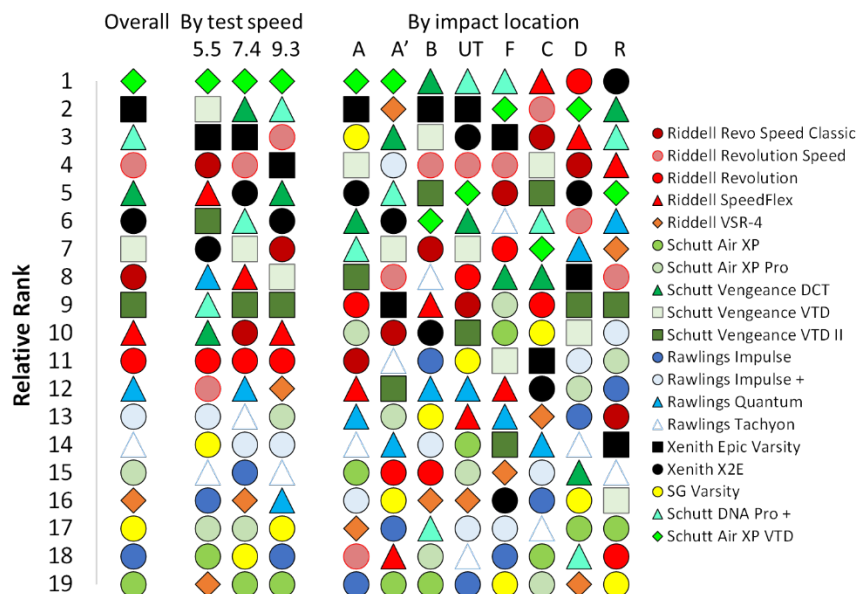 Overall By test speed By impact location
5.5 7.4 9.3 A A’ B UT F C D R
Relative Rank
1
2
3
4
5
6
7
8
9
10
11
12
13
14
15
16
17
18
19
Riddell Revo Speed Classic
Riddell Revolution Speed
Riddell Revolution
Riddell SpeedFlex
Riddell VSR-4
Schutt Air XP
Schutt Air XP Pro
Schutt Vengeance DCT
Schutt Vengeance VTD
Schutt Vengeance VTD II
Rawlings Impulse
Rawlings Impulse +
Rawlings Quantum
Rawlings Tachyon
Xenith Epic Varsity
Xenith X2E
SG Varsity
Schutt DNA Pro +
Schutt Air XP VTD